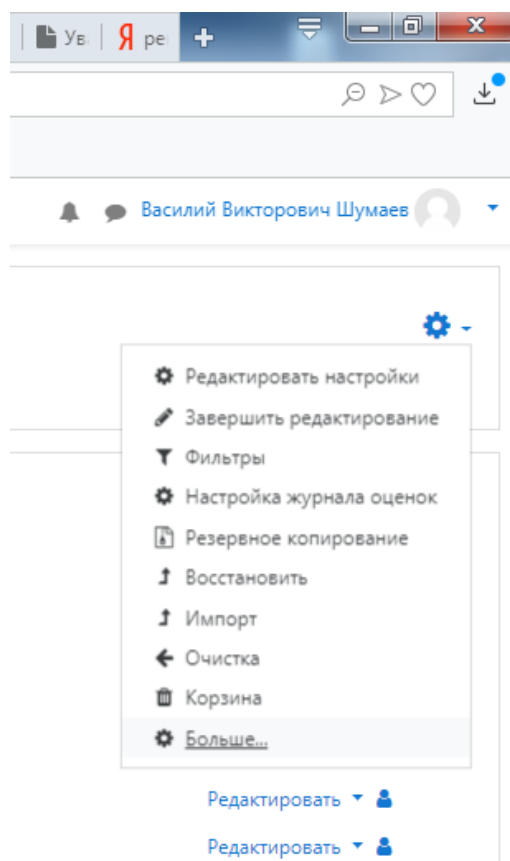 Ув
Я ре
Василий Викторович Шумаев
Редактировать настройки
Завершить редактирование
Фильтры
Настройка журнала оценок
Резервное копирование
Восстановить
Импорт
Очистка
Корзина
Больше...
Редактировать
Редактировать